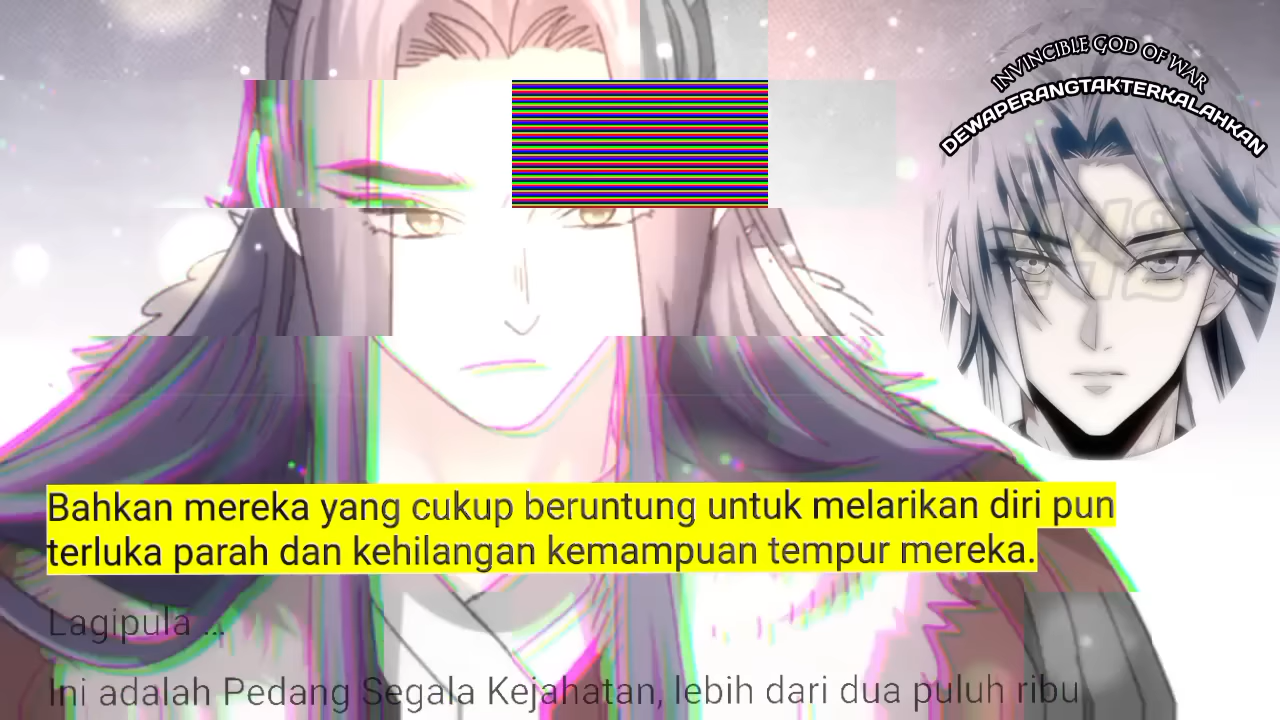 INVINCIBLE GOD OF WAR
DEWAPERANGTAKTERKALAHKAN
Bahkan mereka yang cukup beruntung untuk melarikan diri pun
terluka parah dan kehilangan kemampuan tempur mereka.
Lagipula ...
Ini adalah Pedang Segala Kejahatan, lebih dari dua puluh ribu